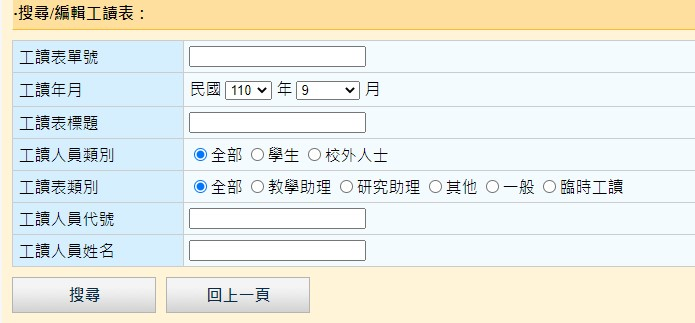 ·搜尋/編輯工讀表：
工讀表單號
工讀年月 民國 110 年 9 月
工讀表標題
工讀人員類別 全部 學生 校外人士
工讀表類別 全部 教學助理 研究助理 其他 一般 臨時工讀
工讀人員代號
工讀人員姓名
搜尋 回上一頁